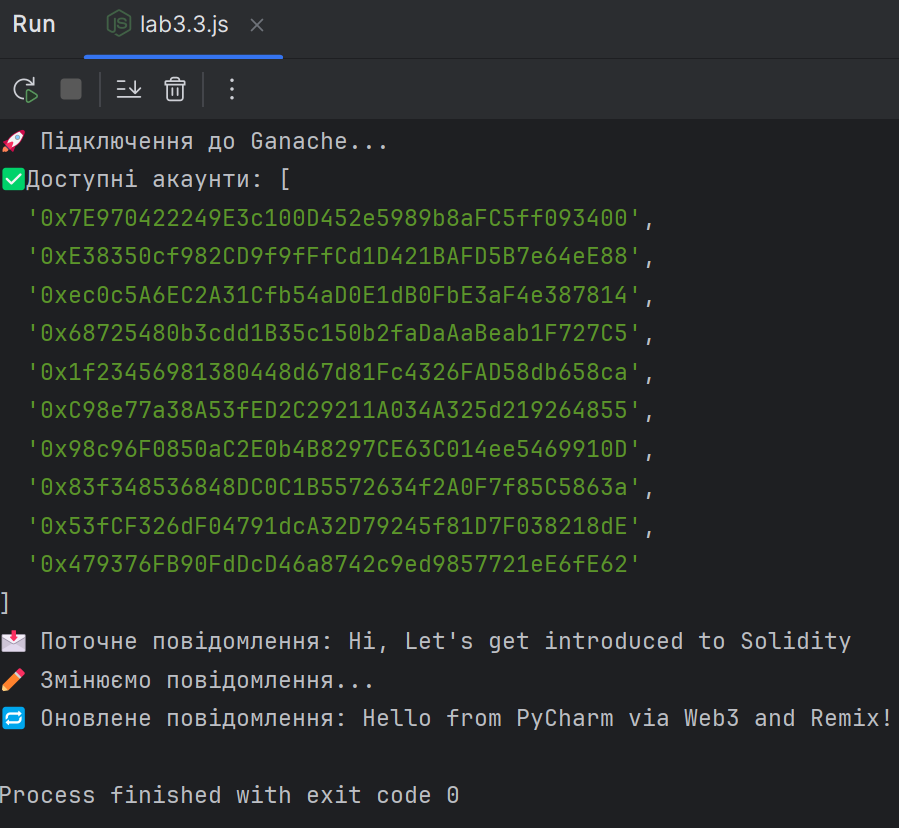 Run lab3.3.js
🚀 Підключення до Ganache...
✅Доступні акаунти: [
'0x7E970422249E3c100D452e5989b8aFC5ff093400',
'0xE38350cf982CD9f9fFfCd1D421BAFD5B7e64eE88',
'0xec0c5A6EC2A31Cfb54aD0E1dB0FbE3aF4e387814',
'0x68725480b3cdd1B35c150b2faDaAaBeab1F727C5',
'0x1f23456981380448d67d81Fc4326FAD58db658ca',
'0xC98e77a38A53fED2C29211A034A325d219264855',
'0x98c96F0850aC2E0b4B8297CE63C014ee5469910D',
'0x83f348536848DC0C1B5572634f2A0F7f85C5863a',
'0x53fCF326dF04791dcA32D79245f81D7F038218dE',
'0x479376FB90FdDcD46a8742c9ed9857721eE6fE62'
]
📩 Поточне повідомлення: Hi, Let's get introduced to Solidity
✏️ Змінюємо повідомлення...
🔁 Оновлене повідомлення: Hello from PyCharm via Web3 and Remix!
Process finished with exit code 0